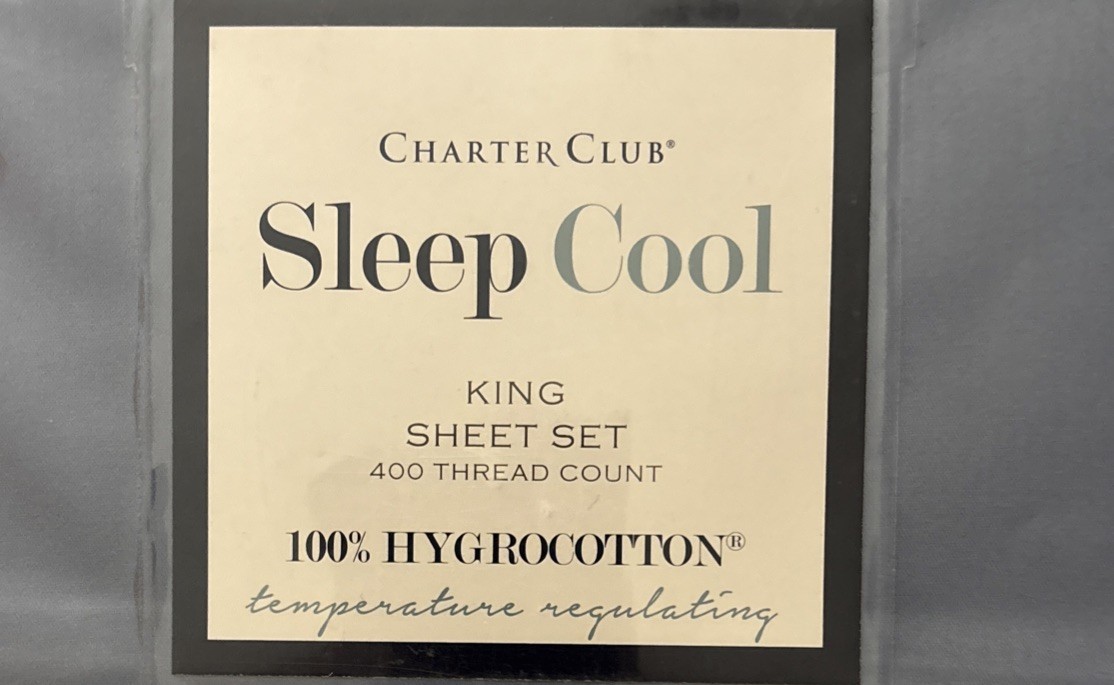 CHARTER CLUB®
Sleep Cool
KING
SHEET SET
400 THREAD COUNT
100% HYGROCOTTON®
temperature regulating